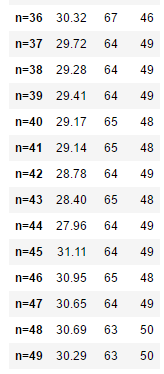 n=36 30.32 67 46
n=37 29.72 64 49
n=38 29.28 64 49
n=39 29.41 64 49
n=40 29.17 65 48
n=41 29.14 65 48
n=42 28.78 64 49
n=43 28.40 65 48
n=44 27.96 64 49
n=45 31.11 64 49
n=46 30.95 65 48
n=47 30.65 64 49
n=48 30.69 63 50
n=49 30.29 63 50